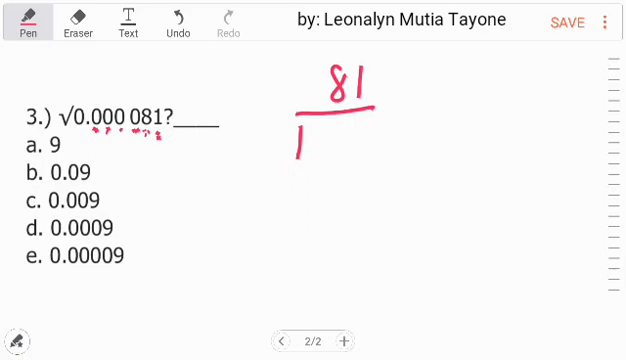 by: Leonalyn Mutia Tayone
SAVE
Pen
Eraser
Text
Undo
Redo
81
1
3.) √0.000 081?____
a. 9
b. 0.09
c. 0.009
d. 0.0009
e. 0.00009
2/2